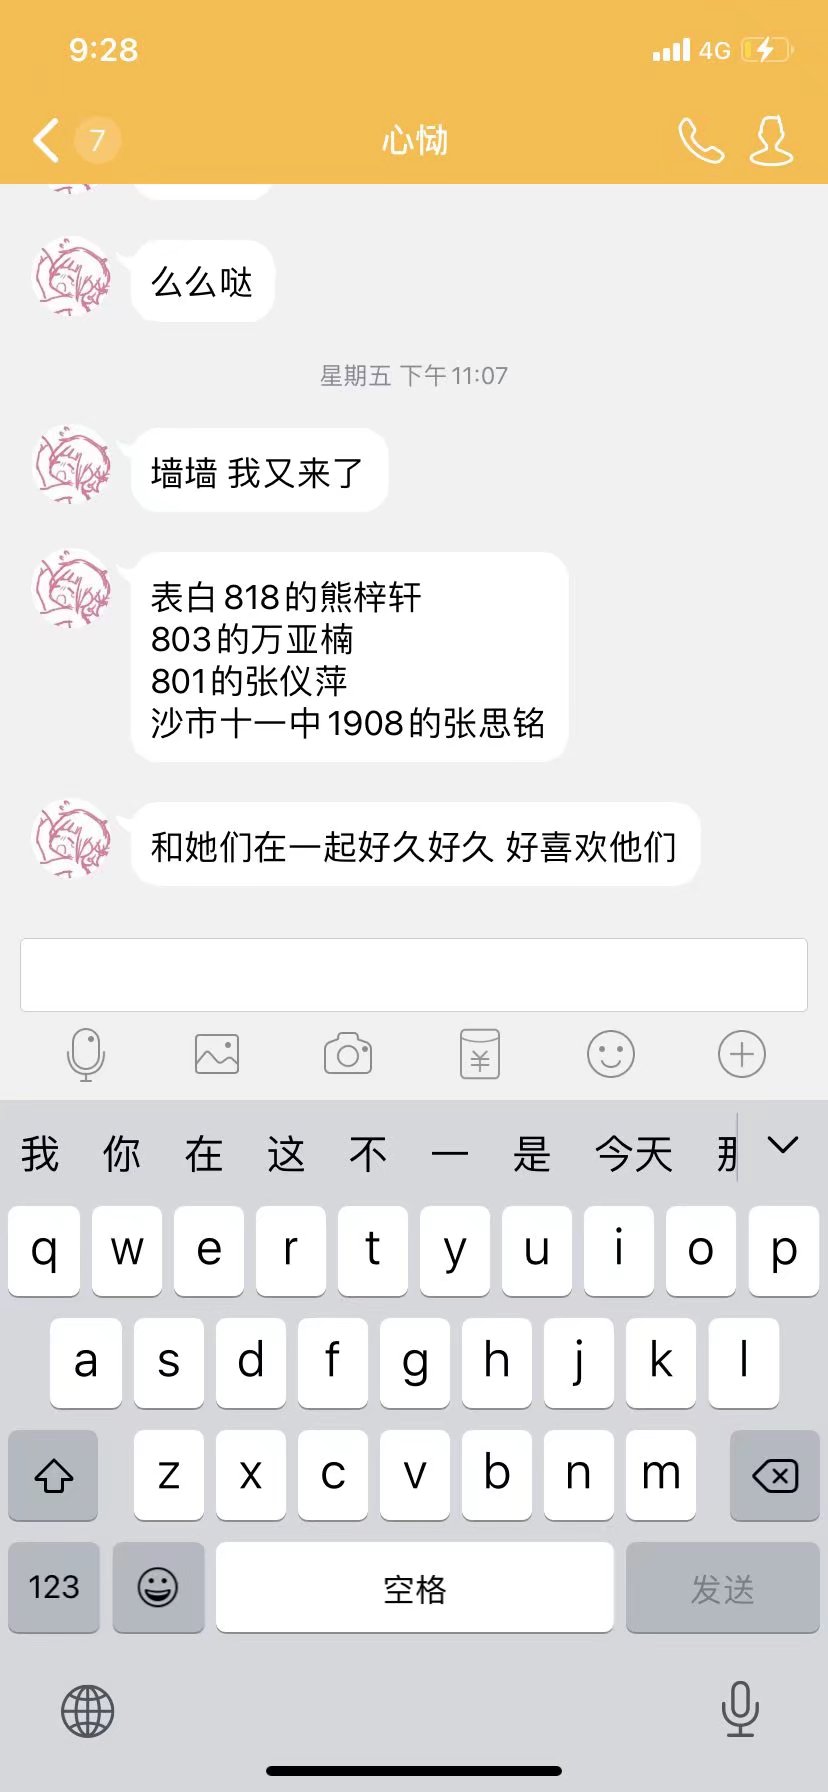 9:28
4G
7
心恸
么么哒
星期五 下午11:07
墙墙 我又来了
表白818的熊梓轩
803的万亚楠
801的张仪萍
沙市十一中1908的张思铭
和她们在一起好久好久 好喜欢他们
我 你 在 这 不 一 是 今天
q w e r t y u i o p
a s d f g h j k l
z x c v b n m
123
空格
发送